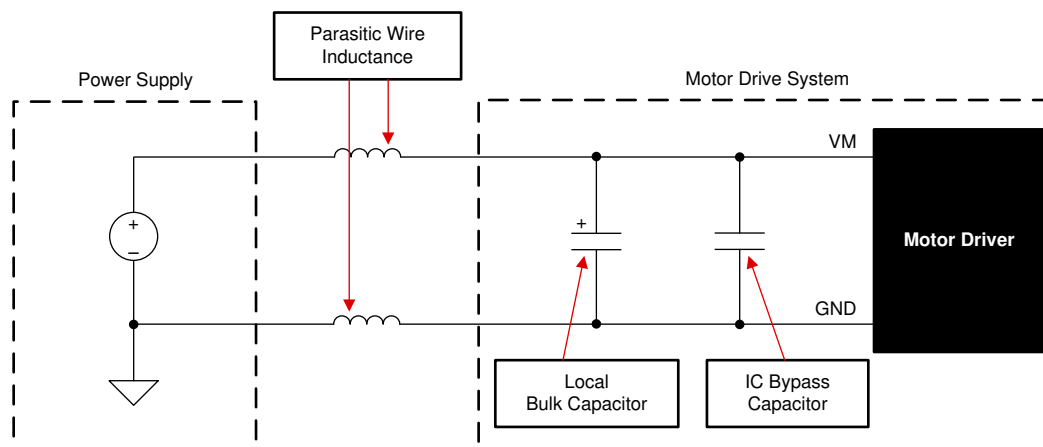 Parasitic Wire
Inductance
Power Supply
Motor Drive System
VM
+
–
+
Motor Driver
GND
Local
Bulk Capacitor
IC Bypass
Capacitor